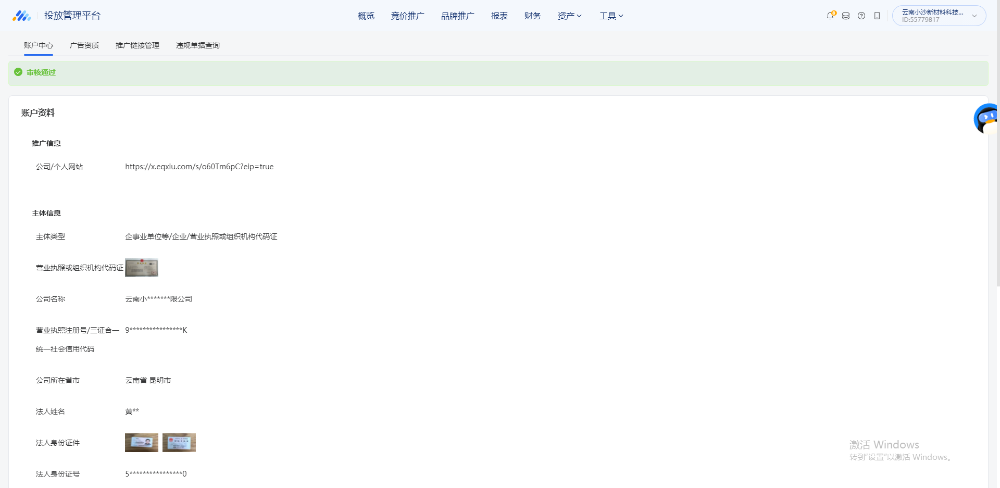 投放管理平台
概览 竞价推广 品牌推广 报表 财务 资产 工具
8
云南小沙新材料科技...
ID:55779817
账户中心 广告资质 推广链接管理 违规单据查询
审核通过
账户资料
推广信息
公司/个人网站 https://x.eqxiu.com/s/o60Tm6pC?eip=true
主体信息
主体类型 企事业单位等/企业/营业执照或组织机构代码证
营业执照或组织机构代码证
公司名称 云南小*******限公司
营业执照注册号/三证合一 9****************K
统一社会信用代码
公司所在省市 云南省 昆明市
法人姓名 黄**
法人身份证件
法人身份证号 5****************0
激活 Windows
转到"设置"以激活 Windows。